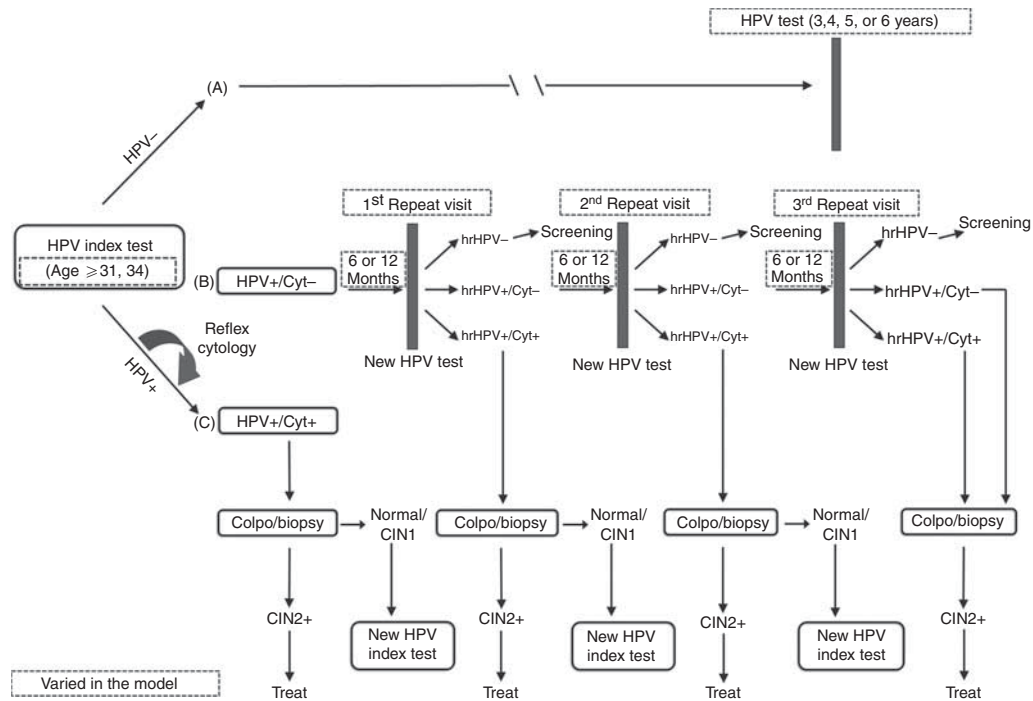 HPV test (3,4, 5, or 6 years)
(A)
HPV–
1st Repeat visit
2nd Repeat visit
3rd Repeat visit
HPV index test
(Age ⩾31, 34)
(B)
HPV+/Cyt–
6 or 12
Months
hrHPV–
Screening
hrHPV+/Cyt–
hrHPV+/Cyt+
New HPV test
6 or 12
Months
hrHPV–
Screening
hrHPV+/Cyt–
hrHPV+/Cyt+
New HPV test
6 or 12
Months
hrHPV–
Screening
hrHPV+/Cyt–
hrHPV+/Cyt+
New HPV test
Reflex
cytology
HPV+
(C)
HPV+/Cyt+
Colpo/biopsy
Normal/
CIN1
Colpo/biopsy
Normal/
CIN1
Colpo/biopsy
Normal/
CIN1
Colpo/biopsy
CIN2+
New HPV
index test
CIN2+
New HPV
index test
CIN2+
New HPV
index test
CIN2+
Varied in the model
Treat
Treat
Treat
Treat